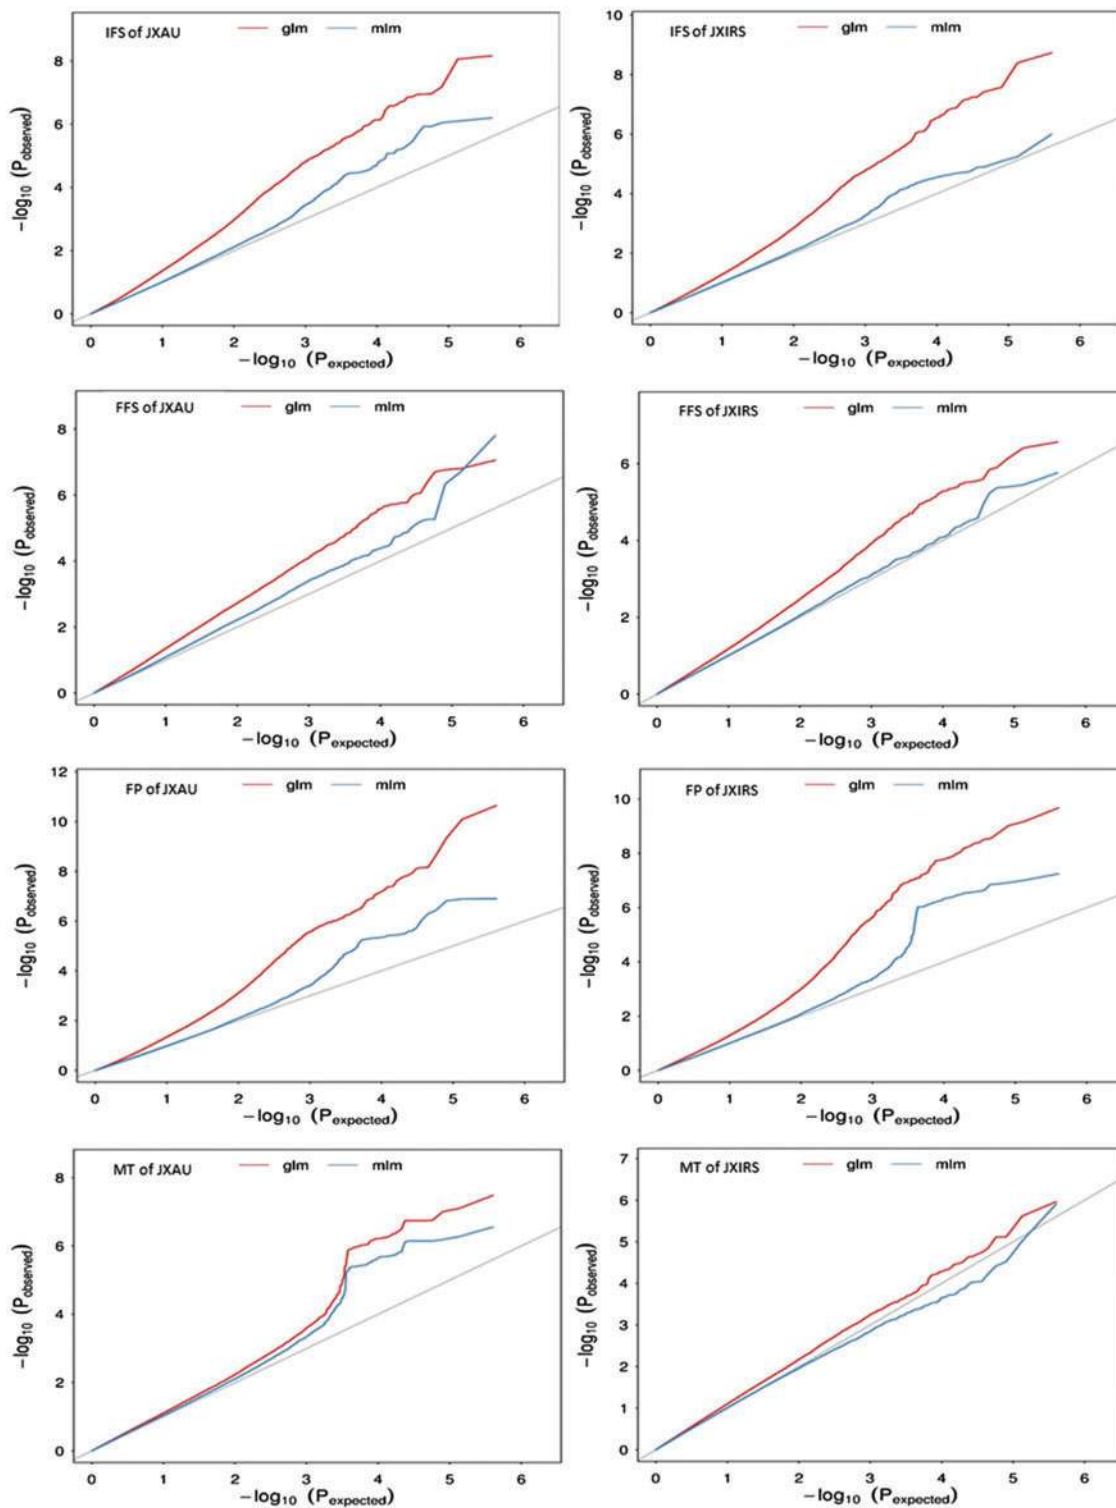 IFS of JXAU glm mlm
8
6
4
2
0
0 1 2 3 4 5 6
−log10 (Pexpected)
−log10 (Pobserved)
IFS of JXIRS glm mlm
10
8
6
4
2
0
0 1 2 3 4 5 6
−log10 (Pexpected)
−log10 (Pobserved)
FFS of JXAU glm mlm
8
6
4
2
0
0 1 2 3 4 5 6
−log10 (Pexpected)
−log10 (Pobserved)
FFS of JXIRS glm mlm
6
4
2
0
0 1 2 3 4 5 6
−log10 (Pexpected)
−log10 (Pobserved)
FP of JXAU glm mlm
12
10
8
6
4
2
0
0 1 2 3 4 5 6
−log10 (Pexpected)
−log10 (Pobserved)
FP of JXIRS glm mlm
10
8
6
4
2
0
0 1 2 3 4 5 6
−log10 (Pexpected)
−log10 (Pobserved)
MT of JXAU glm mlm
8
6
4
2
0
0 1 2 3 4 5 6
−log10 (Pexpected)
−log10 (Pobserved)
MT of JXIRS glm mlm
7
6
5
4
3
2
1
0
0 1 2 3 4 5 6
−log10 (Pexpected)
−log10 (Pobserved)